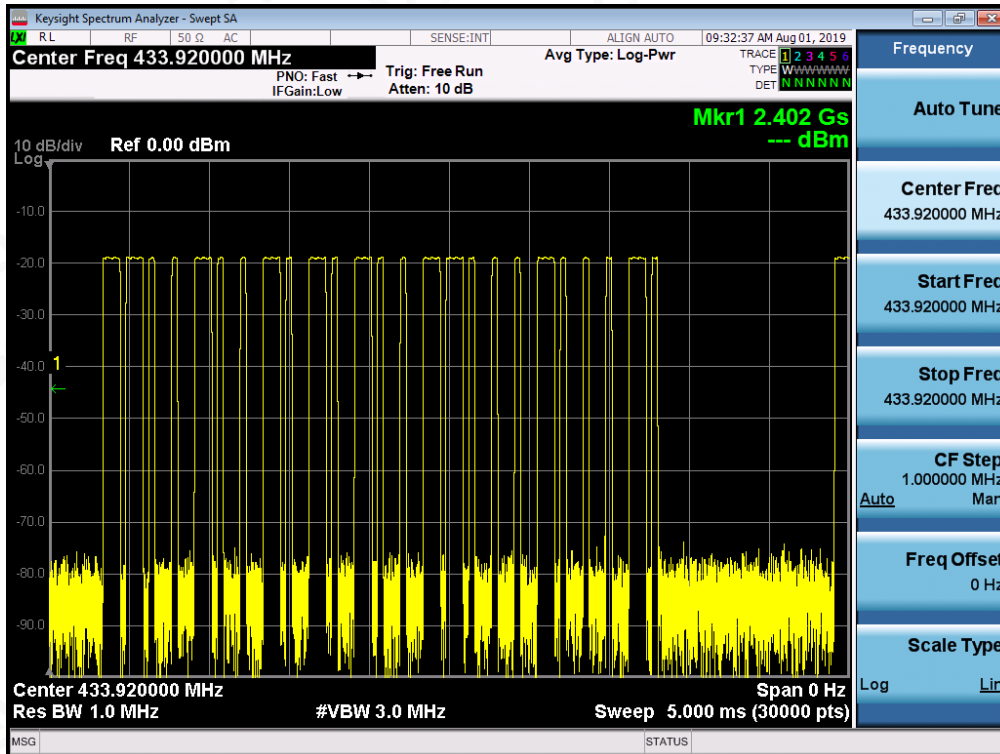 Keysight Spectrum Analyzer - Swept SA
LXI RL RF 50 Ω AC SENSE:INT ALIGN AUTO 09:32:37 AM Aug 01, 2019
Center Freq 433.920000 MHz
PNO: Fast
IFGain:Low
Trig: Free Run
Atten: 10 dB
Avg Type: Log-Pwr
TRACE 1 2 3 4 5 6
TYPE WWWWWW
DET N N N N N N
Mkr1 2.402 Gs
--- dBm
10 dB/div
Log
Ref 0.00 dBm
-10.0
-20.0
-30.0
-40.0
1
-50.0
-60.0
-70.0
-80.0
-90.0
Center 433.920000 MHz
Span 0 Hz
Res BW 1.0 MHz
#VBW 3.0 MHz
Sweep 5.000 ms (30000 pts)
MSG
STATUS
Frequency
Auto Tune
Center Freq
433.920000 MHz
Start Freq
433.920000 MHz
Stop Freq
433.920000 MHz
CF Step
1.000000 MHz
Auto Man
Freq Offset
0 Hz
Scale Type
Log Lin